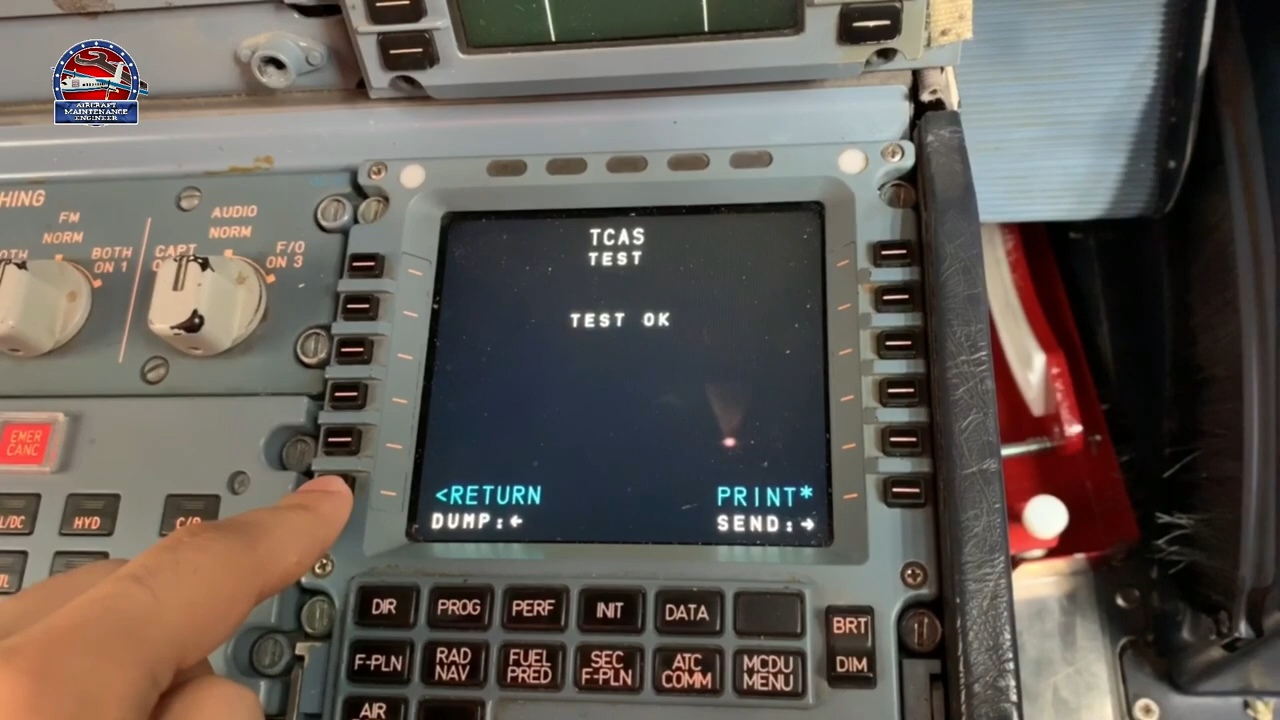 AIRCRAFT
MAINTENANCE
ENGINEER
HING
FM
NORM
BOTH
ON 1
AUDIO
NORM
CAPT
F/O
ON 3
TCAS
TEST
TEST OK
<RETURN
PRINT*
DUMP:←
SEND:→
EMER
CANC
L/DC
HYD
C/B
DIR
PROG
PERF
INIT
DATA
BRT
DIM
F-PLN
RAD
NAV
FUEL
PRED
SEC
F-PLN
ATC
COMM
MCDU
MENU
AIR